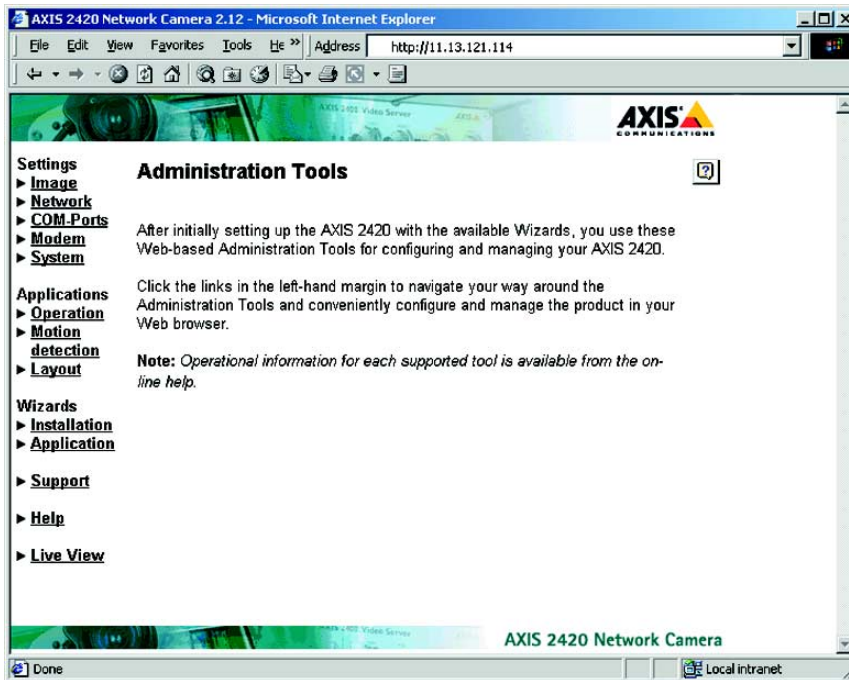 AXIS 2420 Network Camera 2.12 - Microsoft Internet Explorer
File Edit View Favorites Tools He » Address http://11.13.121.114
AXIS 2401 Video Server
AXIS COMMUNICATIONS
Settings
Image
Network
COM-Ports
Modem
System
Applications
Operation
Motion
detection
Layout
Wizards
Installation
Application
Support
Help
Live View
Administration Tools
After initially setting up the AXIS 2420 with the available Wizards, you use these
Web-based Administration Tools for configuring and managing your AXIS 2420.
Click the links in the left-hand margin to navigate your way around the
Administration Tools and conveniently configure and manage the product in your
Web browser.
Note: Operational information for each supported tool is available from the on-
line help.
AXIS 2420 Network Camera
Done
Local intranet